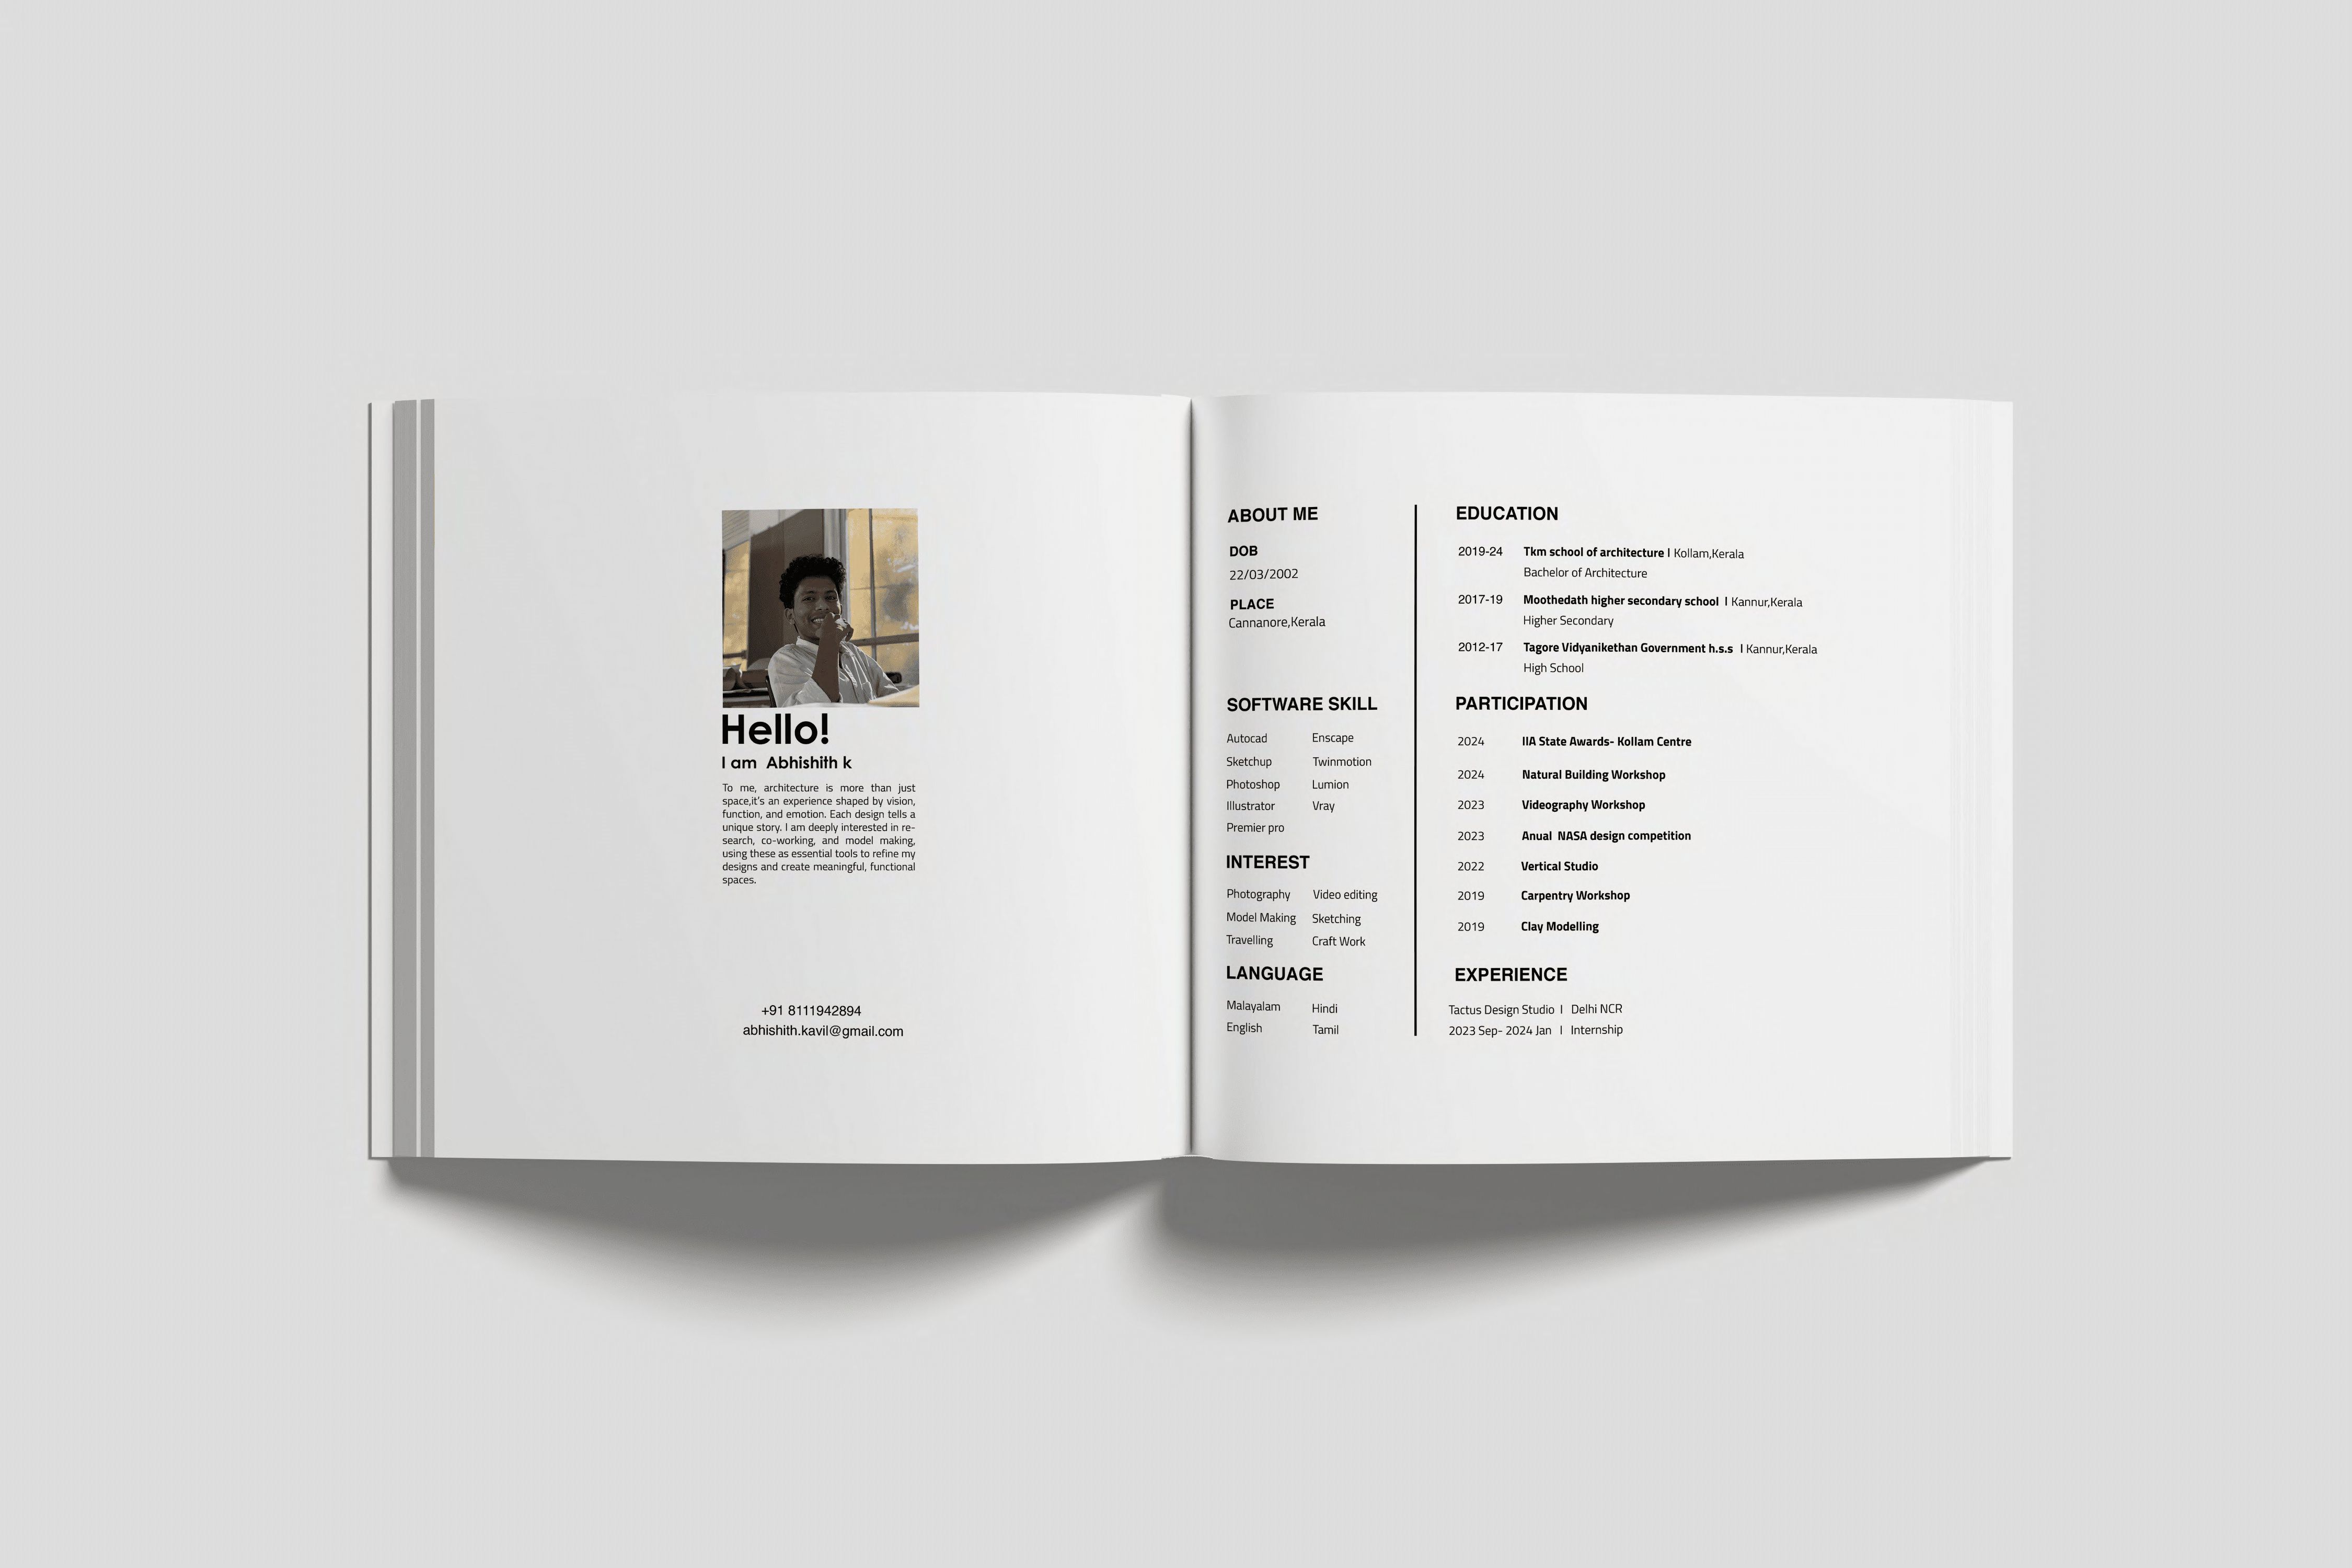 Hello!
I am Abhishith k
To me, architecture is more than just
space,it's an experience shaped by vision,
function, and emotion. Each design tells a
unique story. I am deeply interested in re-
search, co-working, and model making,
using these as essential tools to refine my
designs and create meaningful, functional
spaces.
+91 8111942894
abhishith.kavil@gmail.com
ABOUT ME
DOB
22/03/2002
PLACE
Cannanore,Kerala
SOFTWARE SKILL
Autocad Enscape
Sketchup Twinmotion
Photoshop Lumion
Illustrator Vray
Premier pro
INTEREST
Photography Video editing
Model Making Sketching
Travelling Craft Work
LANGUAGE
Malayalam Hindi
English Tamil
EDUCATION
2019-24 Tkm school of architecture I Kollam,Kerala
Bachelor of Architecture
2017-19 Moothedath higher secondary school I Kannur,Kerala
Higher Secondary
2012-17 Tagore Vidyanikethan Government h.s.s I Kannur,Kerala
High School
PARTICIPATION
2024 IIA State Awards- Kollam Centre
2024 Natural Building Workshop
2023 Videography Workshop
2023 Anual NASA design competition
2022 Vertical Studio
2019 Carpentry Workshop
2019 Clay Modelling
EXPERIENCE
Tactus Design Studio I Delhi NCR
2023 Sep- 2024 Jan I Internship